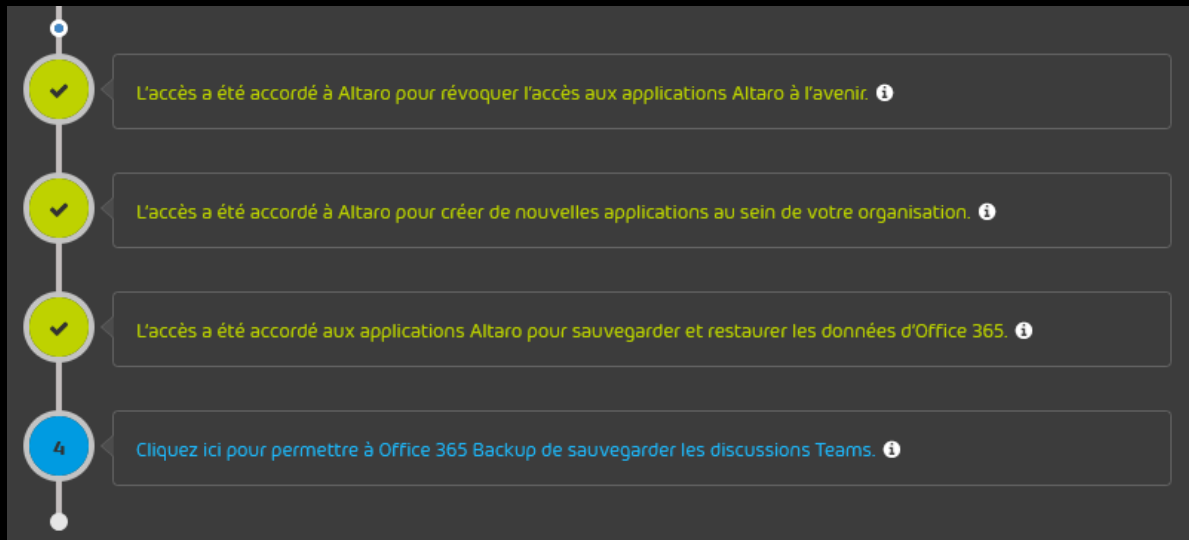 L'accès a été accordé à Altaro pour révoquer l'accès aux applications Altaro à l'avenir.
L'accès a été accordé à Altaro pour créer de nouvelles applications au sein de votre organisation.
L'accès a été accordé aux applications Altaro pour sauvegarder et restaurer les données d'Office 365.
4
Cliquez ici pour permettre à Office 365 Backup de sauvegarder les discussions Teams.